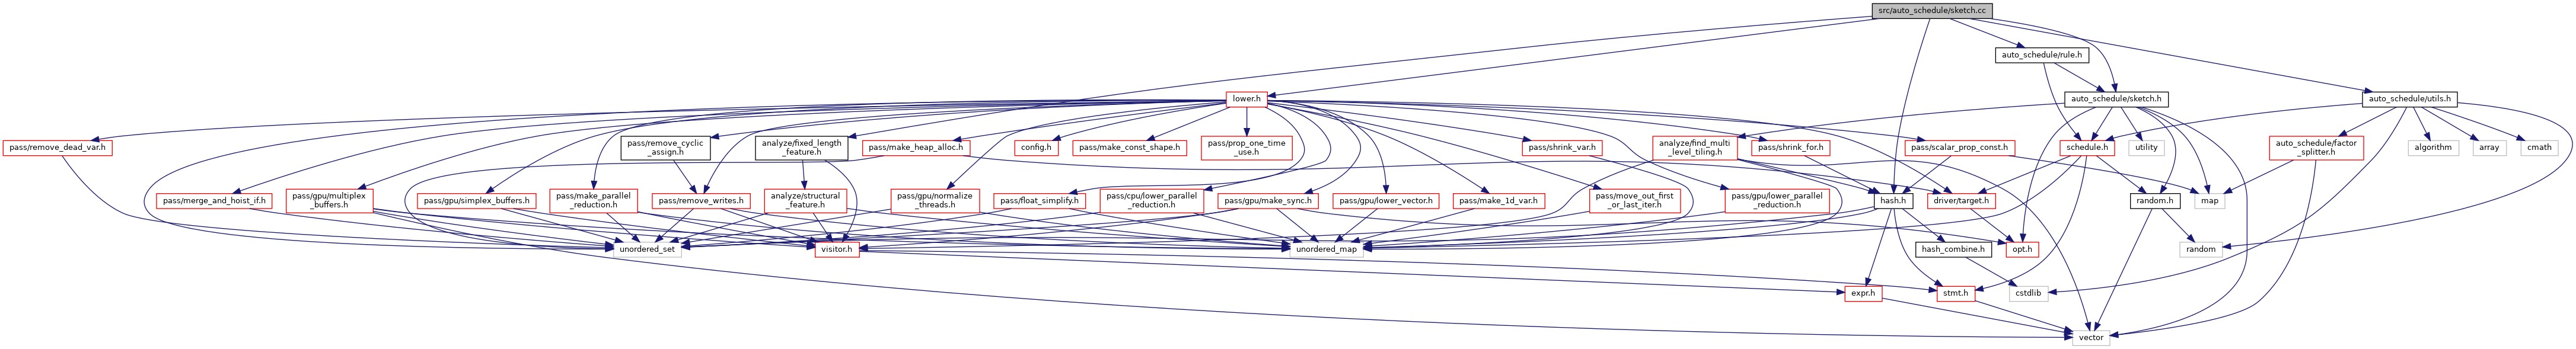 src/auto_schedule/sketch.cc
auto_schedule/rule.h
lower.h
auto_schedule/sketch.h
auto_schedule/utils.h
pass/remove_dead_var.h
pass/remove_cyclic
_assign.h
analyze/fixed_length
_feature.h
pass/make_heap_alloc.h
config.h
pass/make_const_shape.h
pass/prop_one_time
_use.h
pass/shrink_var.h
analyze/find_multi
_level_tiling.h
pass/shrink_for.h
pass/scalar_prop_const.h
schedule.h
utility
auto_schedule/factor
_splitter.h
algorithm
array
cmath
pass/merge_and_hoist_if.h
pass/gpu/multiplex
_buffers.h
pass/gpu/simplex_buffers.h
pass/make_parallel
_reduction.h
pass/remove_writes.h
analyze/structural
_feature.h
pass/gpu/normalize
_threads.h
pass/float_simplify.h
pass/cpu/lower_parallel
_reduction.h
pass/gpu/make_sync.h
pass/gpu/lower_vector.h
pass/make_1d_var.h
pass/move_out_first
_or_last_iter.h
pass/gpu/lower_parallel
_reduction.h
hash.h
driver/target.h
random.h
map
unordered_set
visitor.h
unordered_map
hash_combine.h
opt.h
random
expr.h
stmt.h
cstdlib
vector